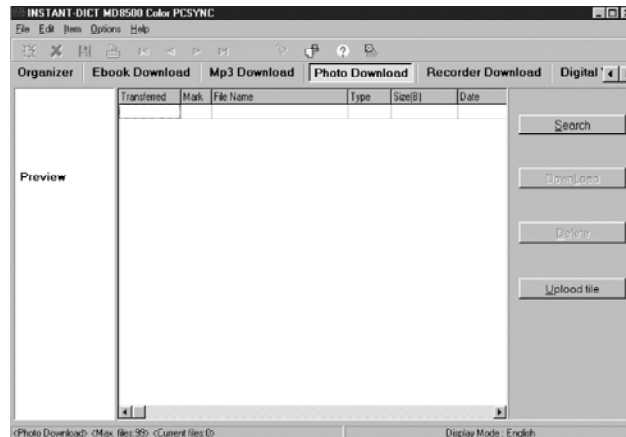 INSTANT-DICT MD8500 Color PCSYNC
File Edit Item Options Help
Organizer Ebook Download Mp3 Download Photo Download Recorder Download Digital
Transferred Mark File Name Type Size(B) Date
Search
Preview
DownLoad
Delete
Upload file
<Photo Download> <Max. files:99> <Current files:0> Display Mode : English